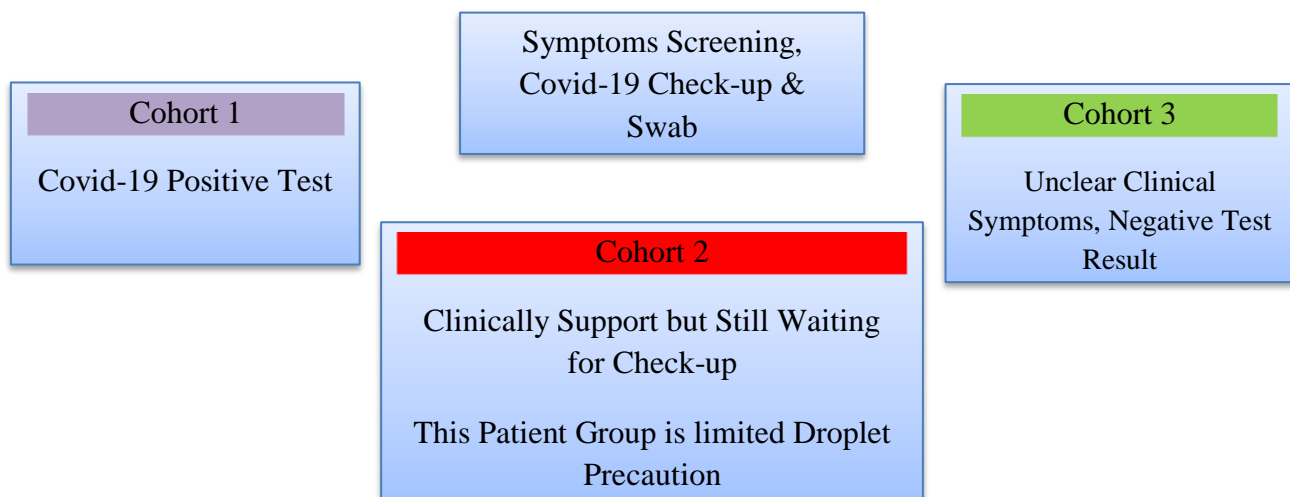 Symptoms Screening,
Covid-19 Check-up &
Swab
Cohort 1
Covid-19 Positive Test
Cohort 2
Clinically Support but Still Waiting
for Check-up
This Patient Group is limited Droplet
Precaution
Cohort 3
Unclear Clinical
Symptoms, Negative Test
Result